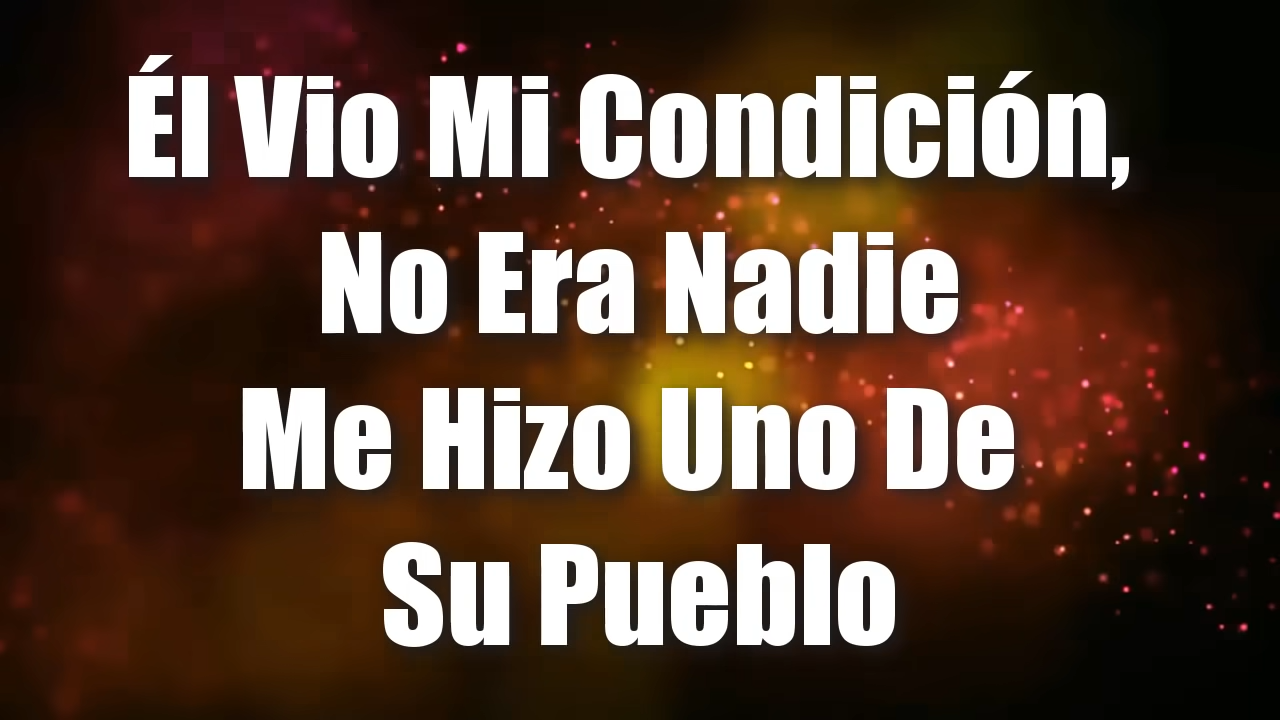 Él Vio Mi Condición,
No Era Nadie
Me Hizo Uno De
Su Pueblo